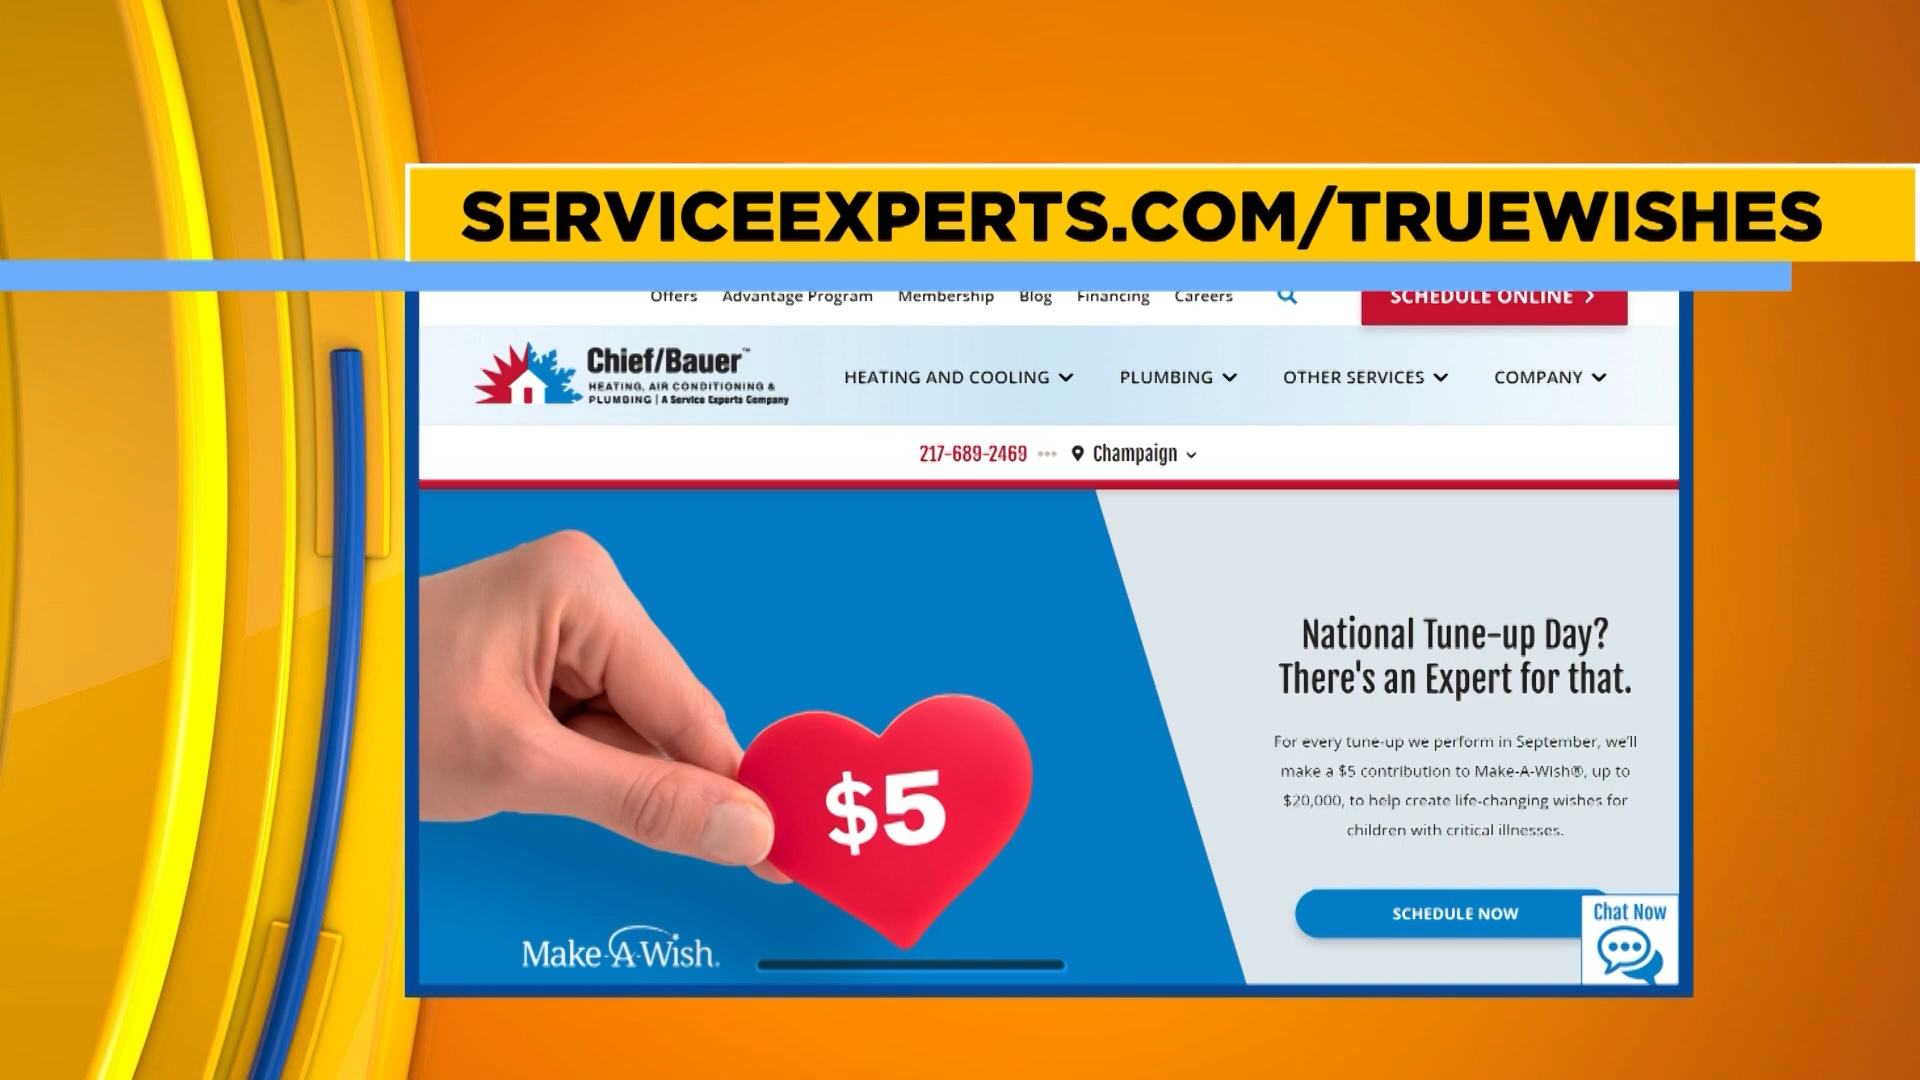 SERVICEEXPERTS.COM/TRUEWISHES
Offers Advantage Program Membership Blog Financing Careers
SCHEDULE ONLINE
Chief/Bauer™
HEATING, AIR CONDITIONING &
PLUMBING | A Service Experts Company
HEATING AND COOLING PLUMBING OTHER SERVICES COMPANY
217-689-2469 ••• Champaign
National Tune-up Day?
There's an Expert for that.
For every tune-up we perform in September, we'll
make a $5 contribution to Make-A-Wish®, up to
$20,000, to help create life-changing wishes for
children with critical illnesses.
$5
SCHEDULE NOW
Chat Now
Make-A-Wish®